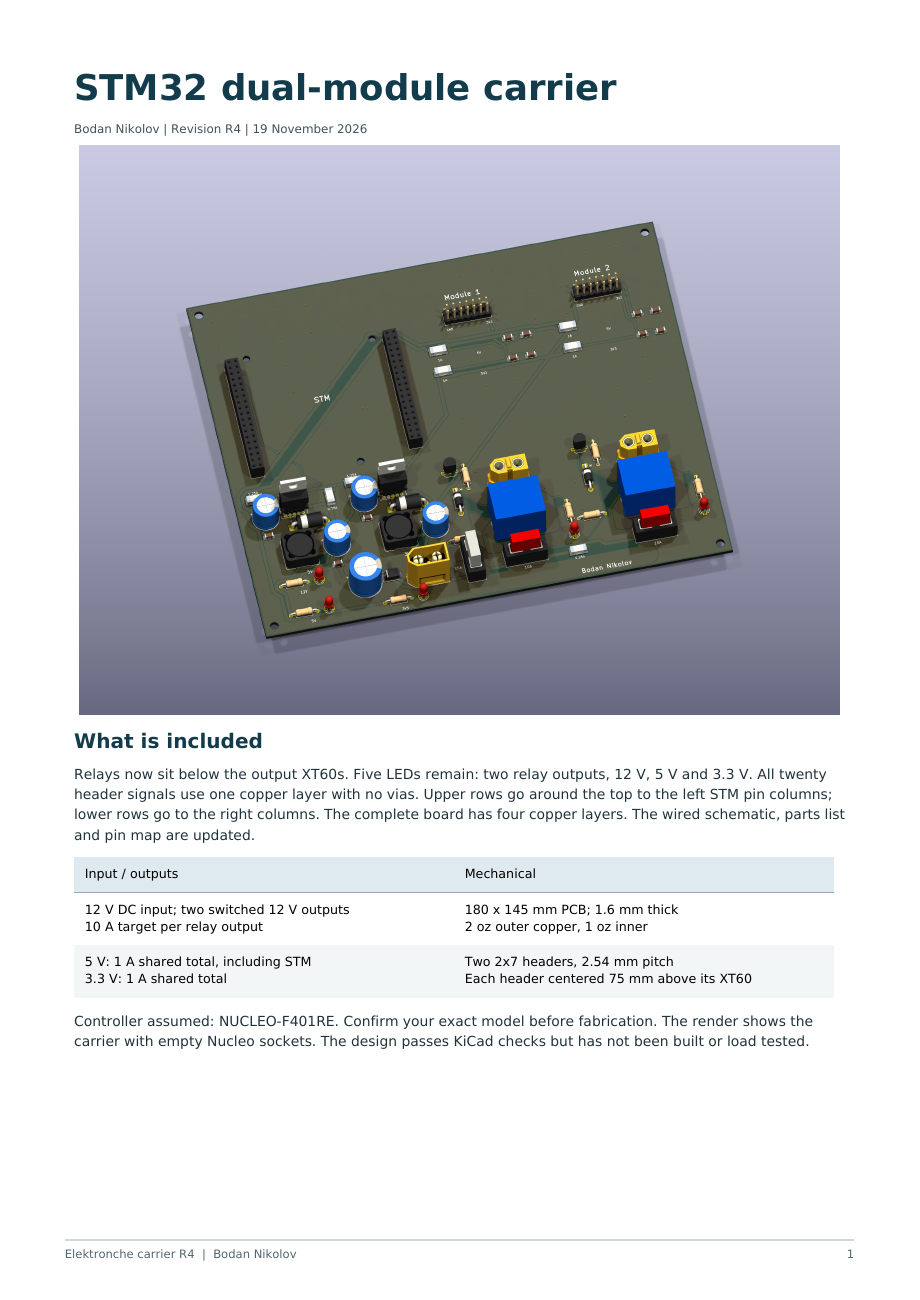 STM32 dual-module carrier
Bodan Nikolov | Revision R4 | 19 November 2026
Module 2
Module 1
STM
Bodan Nikolov
What is included
Relays now sit below the output XT60s. Five LEDs remain: two relay outputs, 12 V, 5 V and 3.3 V. All twenty
header signals use one copper layer with no vias. Upper rows go around the top to the left STM pin columns;
lower rows go to the right columns. The complete board has four copper layers. The wired schematic, parts list
and pin map are updated.
Input / outputs
Mechanical
12 V DC input; two switched 12 V outputs
10 A target per relay output
180 x 145 mm PCB; 1.6 mm thick
2 oz outer copper, 1 oz inner
5 V: 1 A shared total, including STM
3.3 V: 1 A shared total
Two 2x7 headers, 2.54 mm pitch
Each header centered 75 mm above its XT60
Controller assumed: NUCLEO-F401RE. Confirm your exact model before fabrication. The render shows the
carrier with empty Nucleo sockets. The design passes KiCad checks but has not been built or load tested.
Elektronche carrier R4 | Bodan Nikolov
1